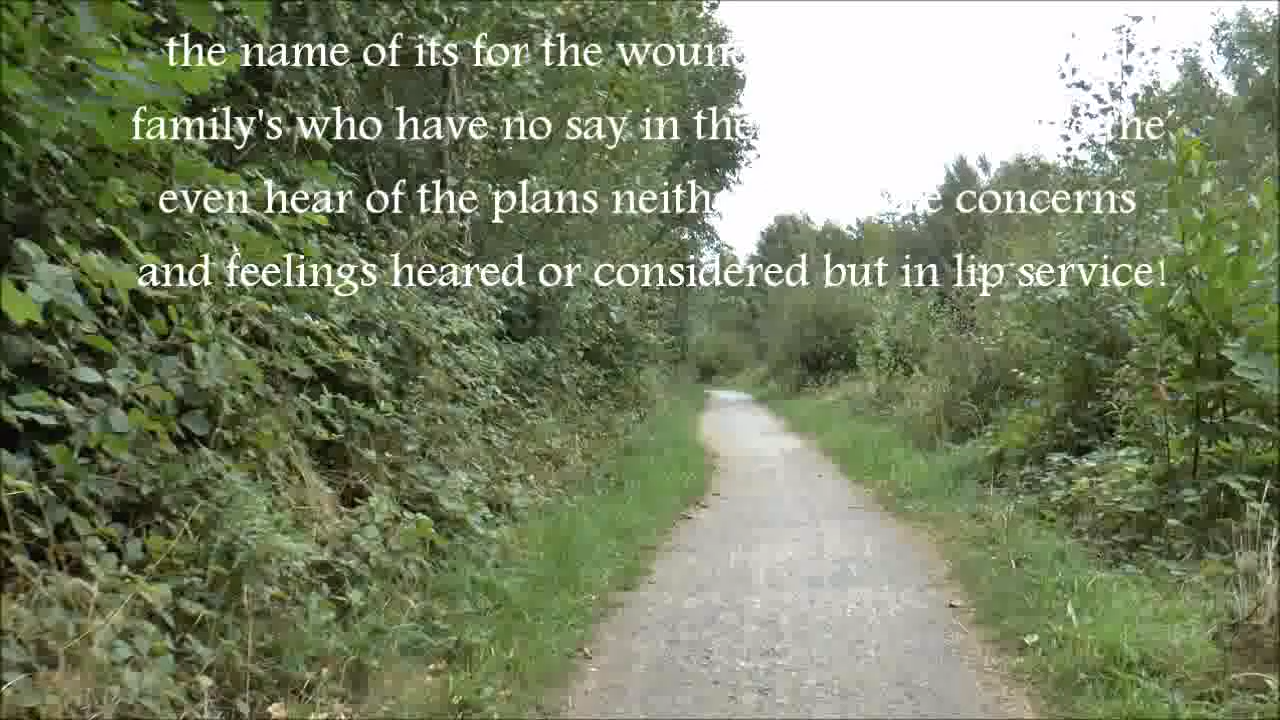 the name of its for the
family's who have no say in the
even hear of the plans concerns
and feelings heared or considered but in lip service!